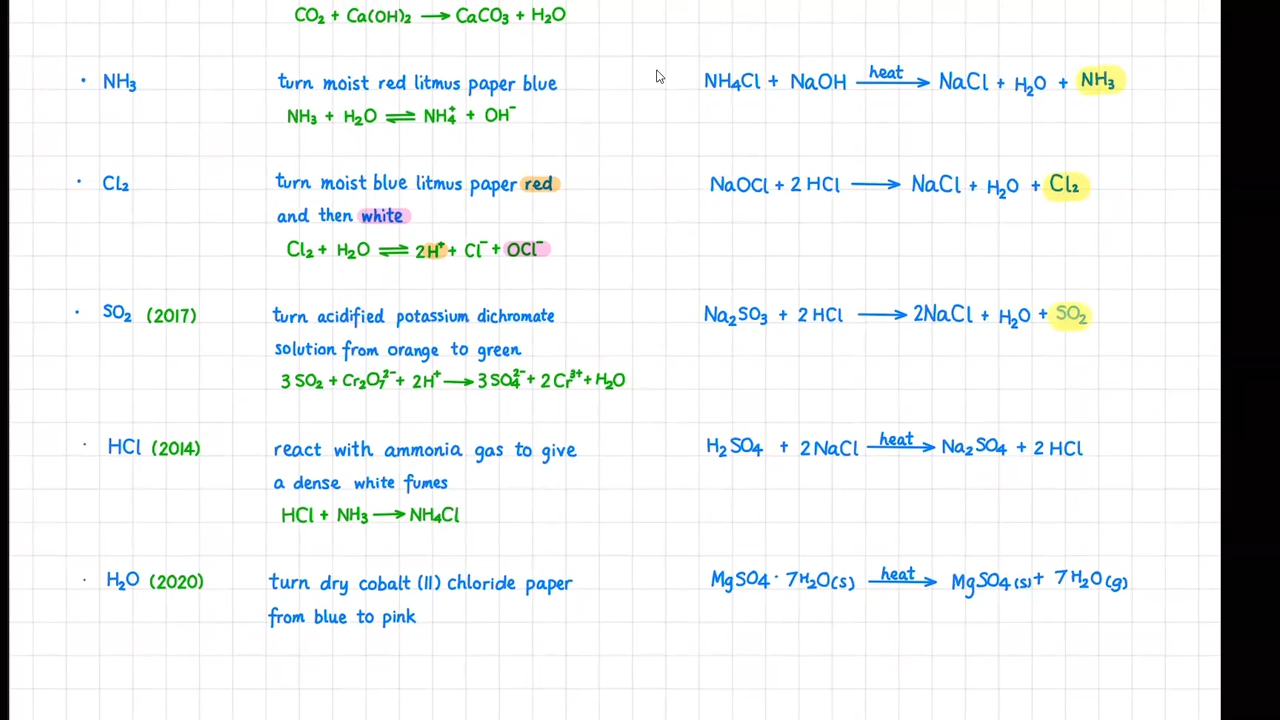 CO₂ + Ca(OH)₂ ⟶ CaCO₃ + H₂O
· NH₃ turn moist red litmus paper blue NH₄Cl + NaOH heat⟶ NaCl + H₂O + NH₃
NH₃ + H₂O ⇌ NH₄⁺ + OH⁻
· Cl₂ turn moist blue litmus paper red NaOCl + 2 HCl ⟶ NaCl + H₂O + Cl₂
and then white
Cl₂ + H₂O ⇌ 2H⁺ + Cl⁻ + OCl⁻
· SO₂ (2017) turn acidified potassium dichromate Na₂SO₃ + 2 HCl ⟶ 2NaCl + H₂O + SO₂
solution from orange to green
3 SO₂ + Cr₂O₇²⁻ + 2H⁺ ⟶ 3 SO₄²⁻ + 2 Cr³⁺ + H₂O
· HCl (2014) react with ammonia gas to give H₂SO₄ + 2 NaCl heat⟶ Na₂SO₄ + 2 HCl
a dense white fumes
HCl + NH₃ ⟶ NH₄Cl
· H₂O (2020) turn dry cobalt (II) chloride paper MgSO₄ · 7H₂O(s) heat⟶ MgSO₄(s) + 7H₂O(g)
from blue to pink